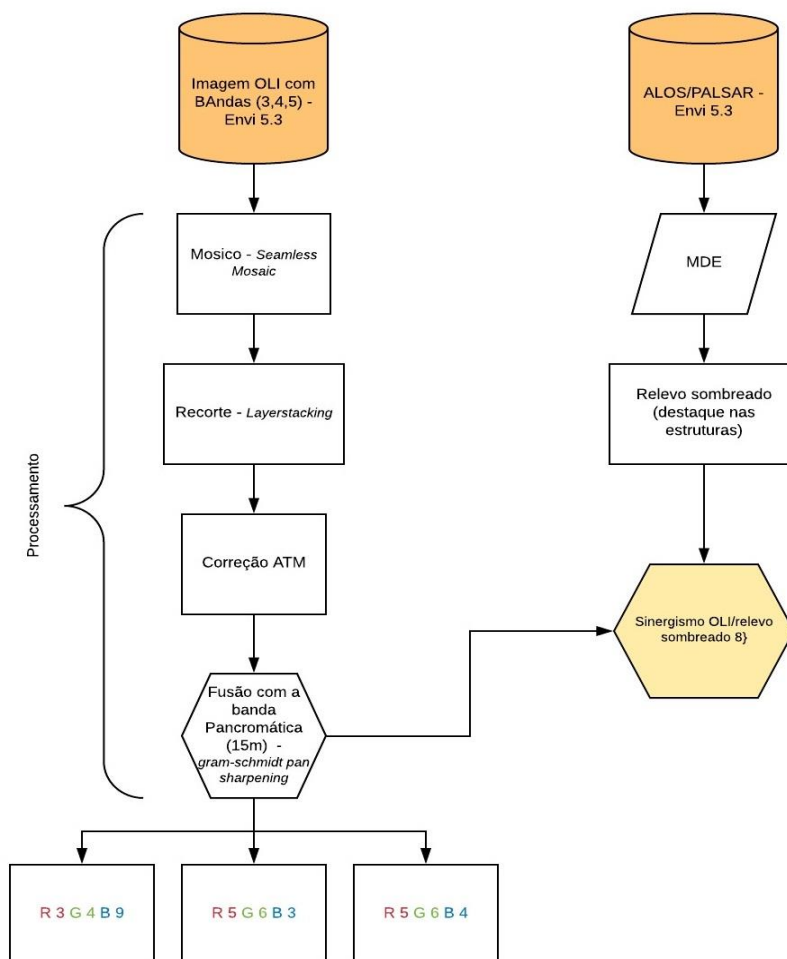 Imagem OLI com
BAndas (3,4,5) -
Envi 5.3
ALOS/PALSAR -
Envi 5.3
Mosico - Seamless
Mosaic
MDE
Recorte - Layerstacking
Relevo sombreado
(destaque nas
estruturas)
Processamento
Correção ATM
Sinergismo OLI/relevo
sombreado 8}
Fusão com a
banda
Pancromática
(15m) -
gram-schmidt pan
sharpening
R 3 G 4 B 9
R 5 G 6 B 3
R 5 G 6 B 4